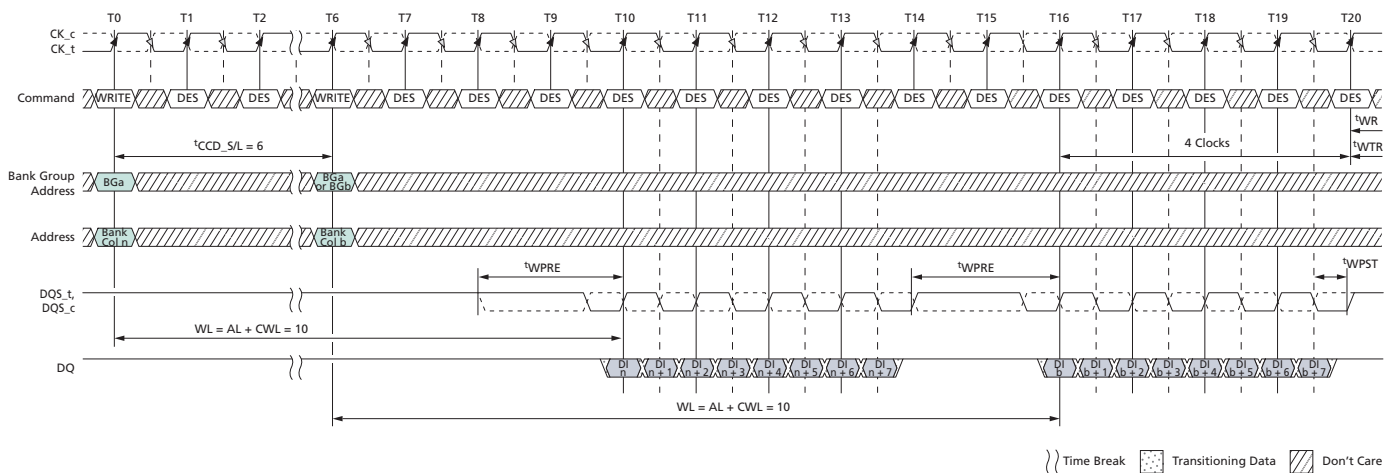 T0 T1 T2 T6 T7 T8 T9 T10 T11 T12 T13 T14 T15 T16 T17 T18 T19 T20
CK_c
CK_t
Command WRITE DES DES WRITE DES DES DES DES DES DES DES DES DES DES DES DES DES DES
tWR
tCCD_S/L = 6
4 Clocks
tWTR
Bank Group
Address
BGa
BGa
or BGb
Address
Bank
Col n
Bank
Col b
tWPRE
tWPRE
tWPST
DQS_t,
DQS_c
WL = AL + CWL = 10
DQ
DI
n
DI
n + 1
DI
n + 2
DI
n + 3
DI
n + 4
DI
n + 5
DI
n + 6
DI
n + 7
DI
b
DI
b + 1
DI
b + 2
DI
b + 3
DI
b + 4
DI
b + 5
DI
b + 6
DI
b + 7
WL = AL + CWL = 10
Time Break Transitioning Data Don't Care